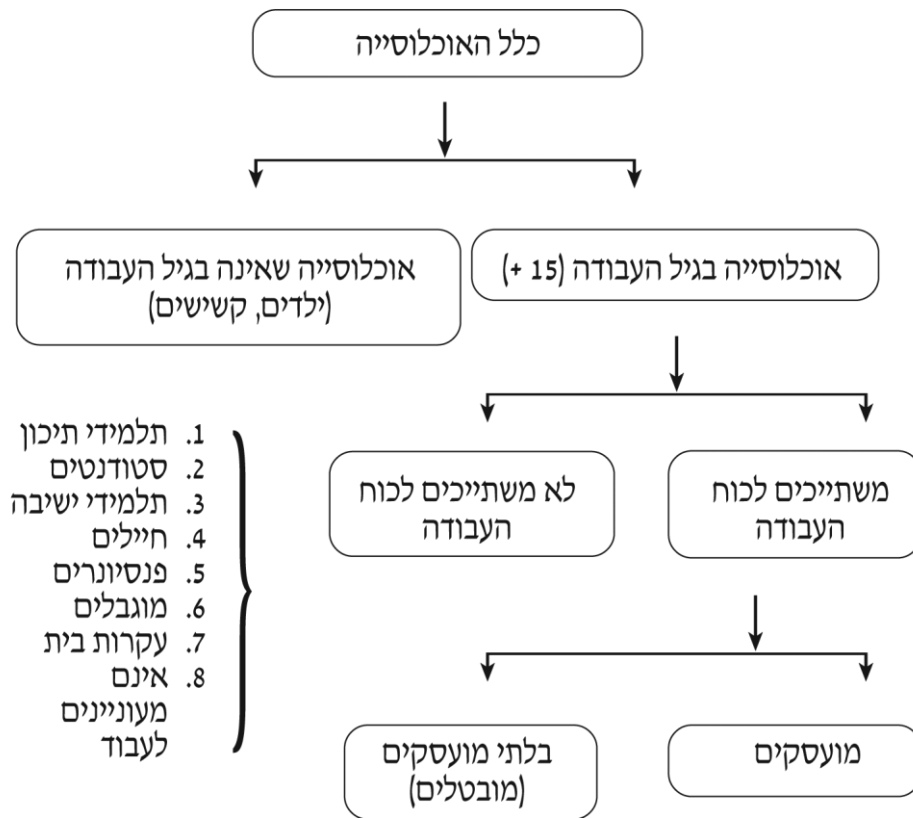 כלל האוכלוסייה
אוכלוסייה בגיל העבודה (15 +)
אוכלוסייה שאינה בגיל העבודה
(ילדים, קשישים)
משתייכים לכוח
העבודה
לא משתייכים לכוח
העבודה
1. תלמידי תיכון
2. סטודנטים
3. תלמידי ישיבה
4. חיילים
5. פנסיונרים
6. מוגבלים
7. עקרות בית
8. אינם
מעוניינים
לעבוד
מועסקים
בלתי מועסקים
(מובטלים)